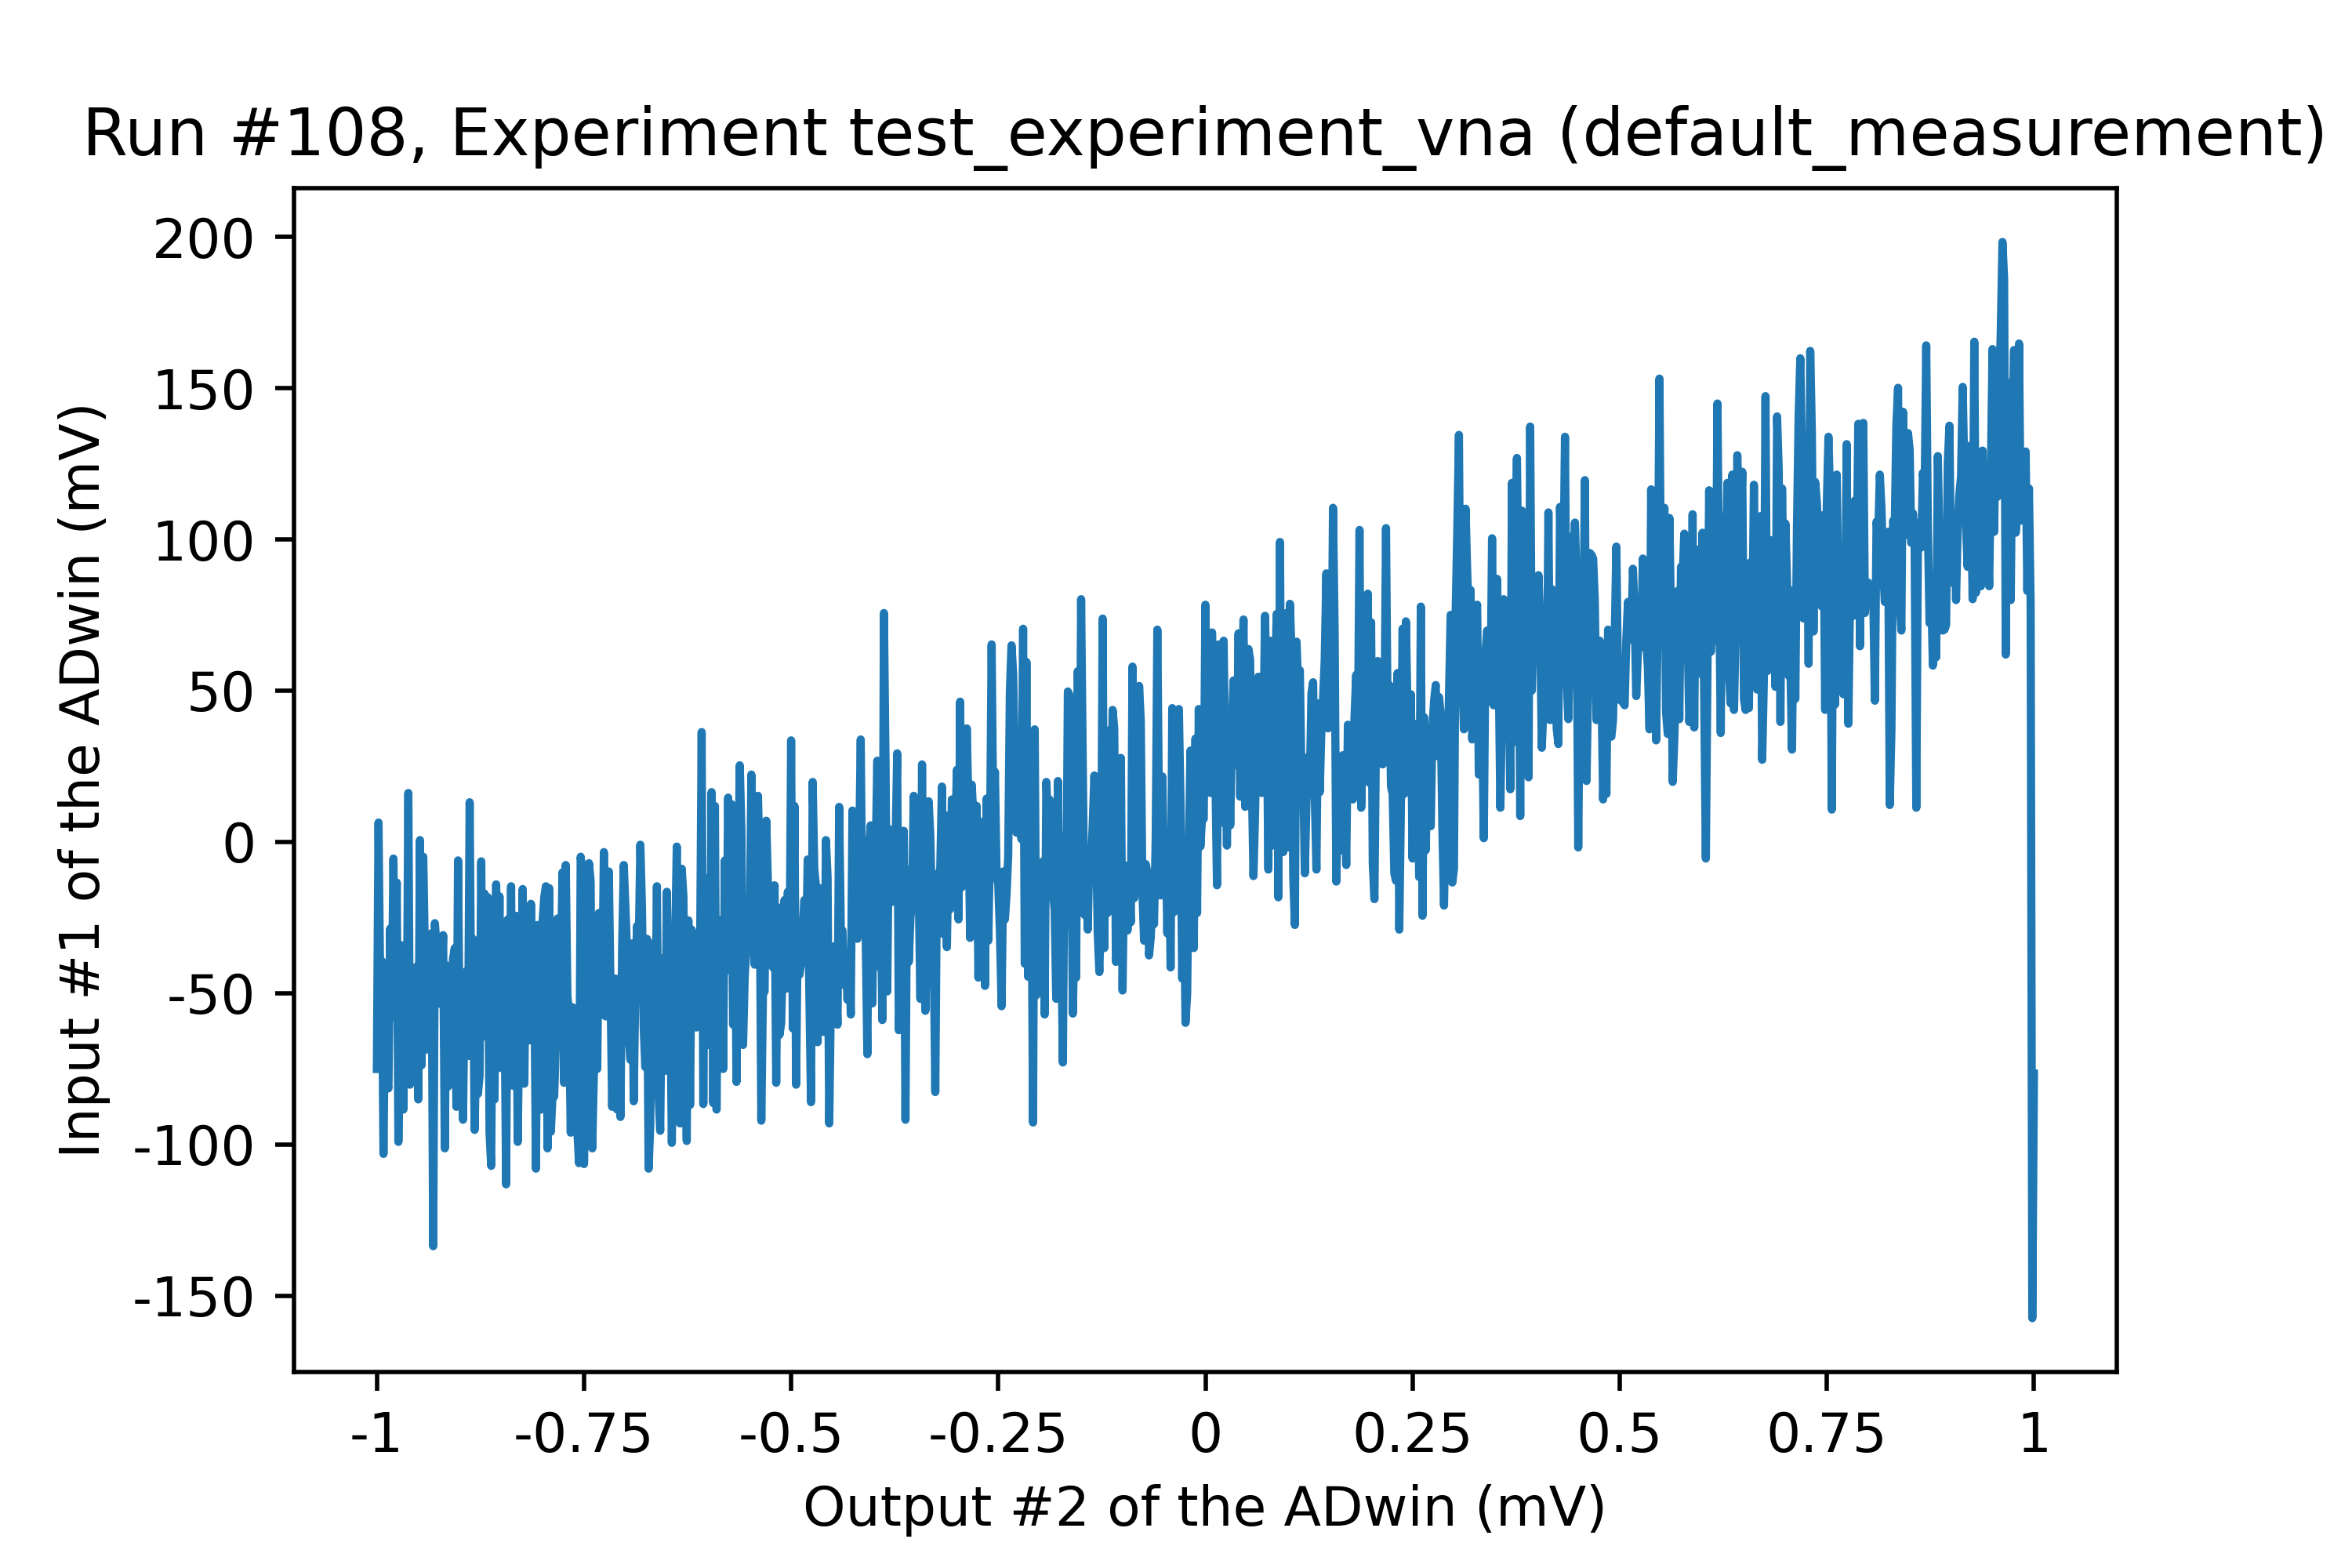 Run #108, Experiment test_experiment_vna (default_measurement)
200
150
100
50
0
-50
-100
-150
Input #1 of the ADwin (mV)
-1 -0.75 -0.5 -0.25 0 0.25 0.5 0.75 1
Output #2 of the ADwin (mV)